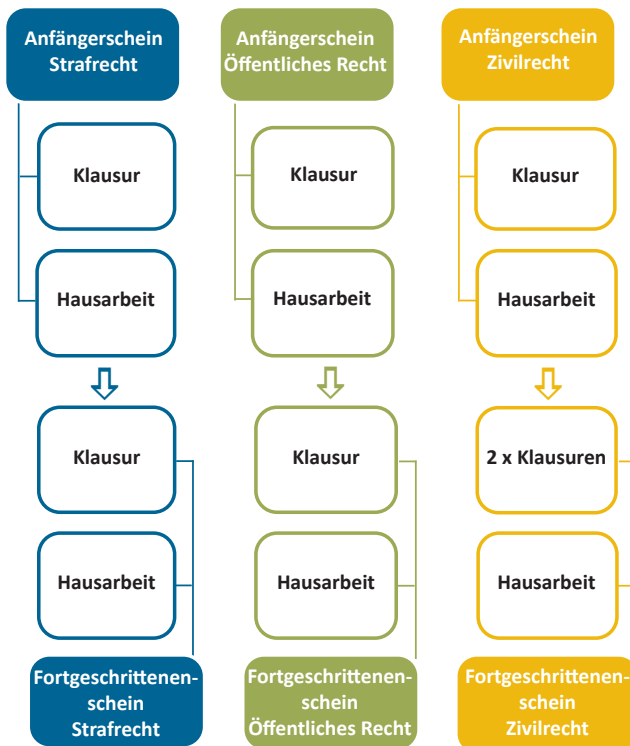 Anfängerschein
Strafrecht
Klausur
Hausarbeit
Klausur
Hausarbeit
Fortgeschrittenen-
schein
Strafrecht
Anfängerschein
Öffentliches Recht
Klausur
Hausarbeit
Klausur
Hausarbeit
Fortgeschrittenen-
schein
Öffentliches Recht
Anfängerschein
Zivilrecht
Klausur
Hausarbeit
2 x Klausuren
Hausarbeit
Fortgeschrittenen-
schein
Zivilrecht